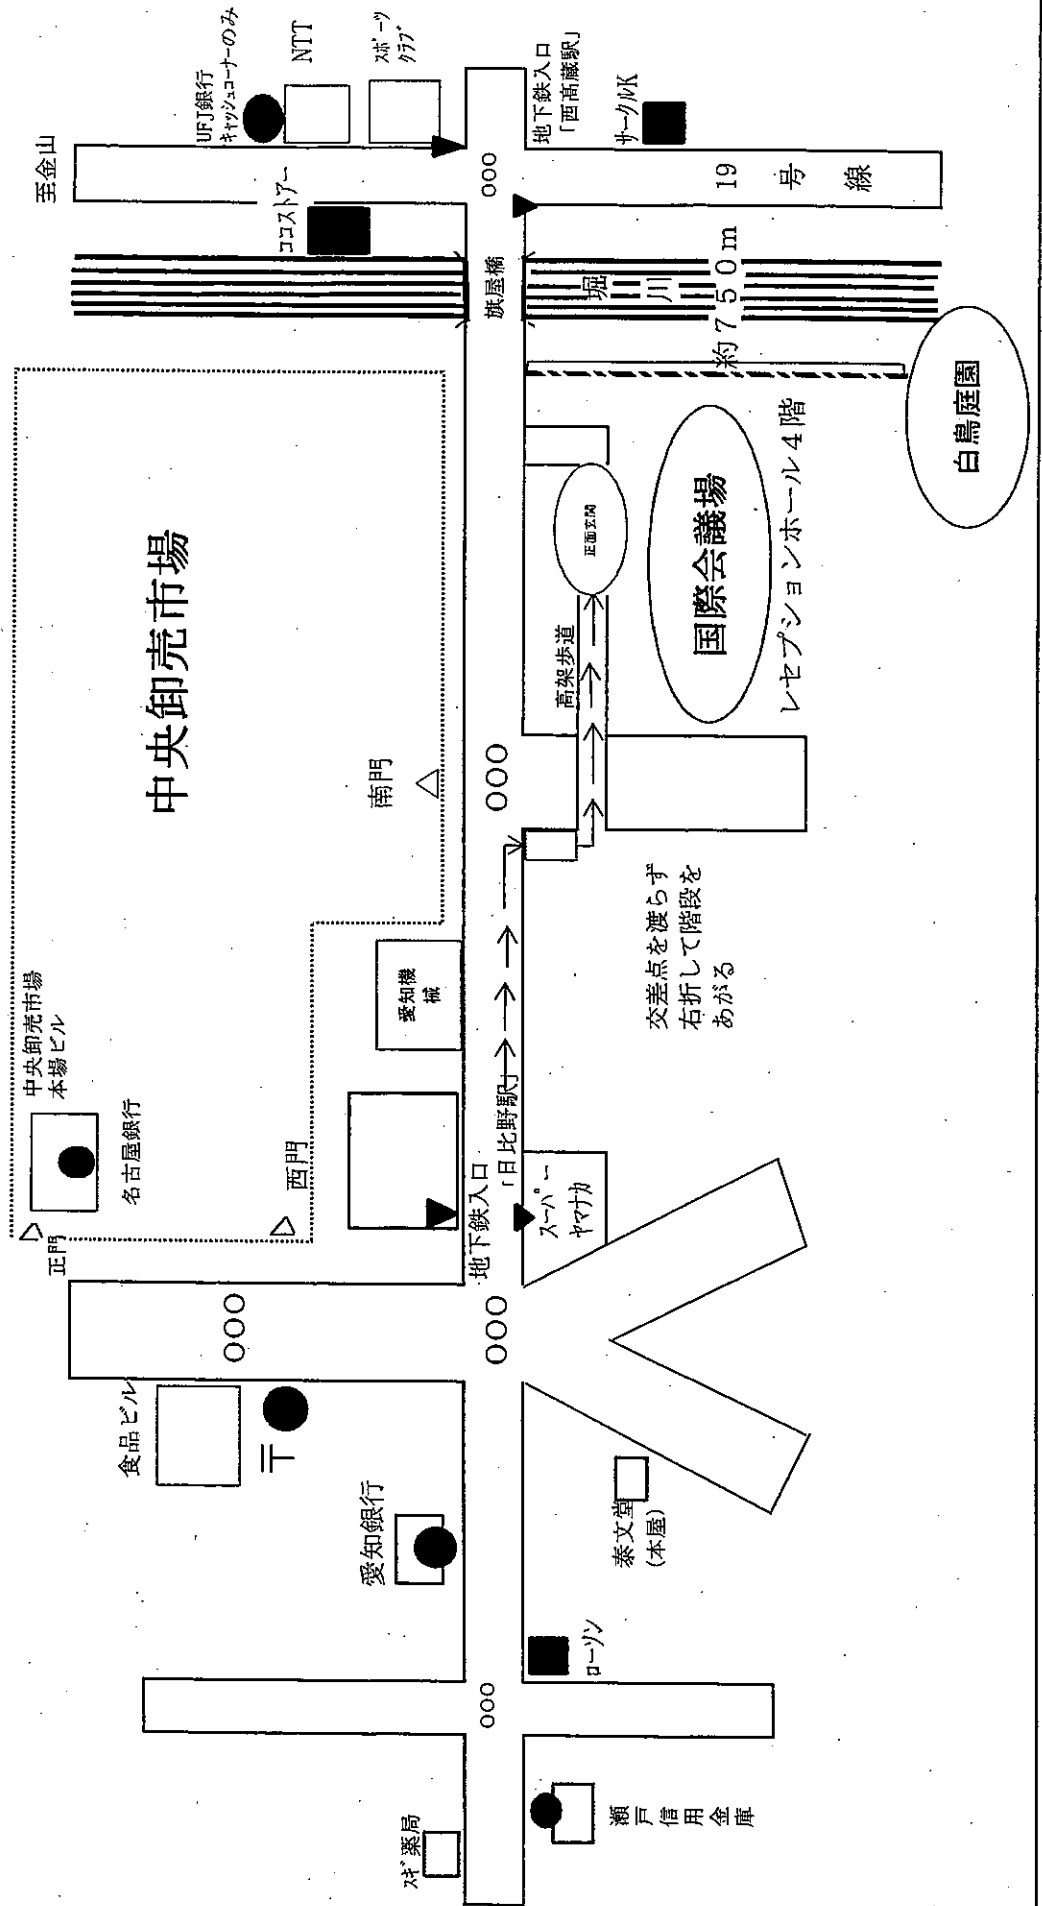 至金山
UFJ銀行
ｷｬｯｼｭｺｰﾅｰのみ
NTT
ｽﾎﾟｰﾂ
ｸﾗﾌﾞ
ココストアー
000
地下鉄入口
「西高蔵駅」
サークルK
19号線
旗屋橋
堀川
約750m
白鳥庭園
中央卸売市場
中央卸売市場
本場ビル
名古屋銀行
正門
西門
南門
愛知機
械
000
高架歩道
正面玄関
国際会議場
レセプションホール4階
交差点を渡らず
右折して階段を
あがる
地下鉄入口
「日比野駅」
ｽｰﾊﾟｰ
ﾔﾏﾅｶ
000
000
食品ビル
〒
愛知銀行
泰文堂
(本屋)
ローソン
000
ｽｷﾞ薬局
瀬戸信用金庫